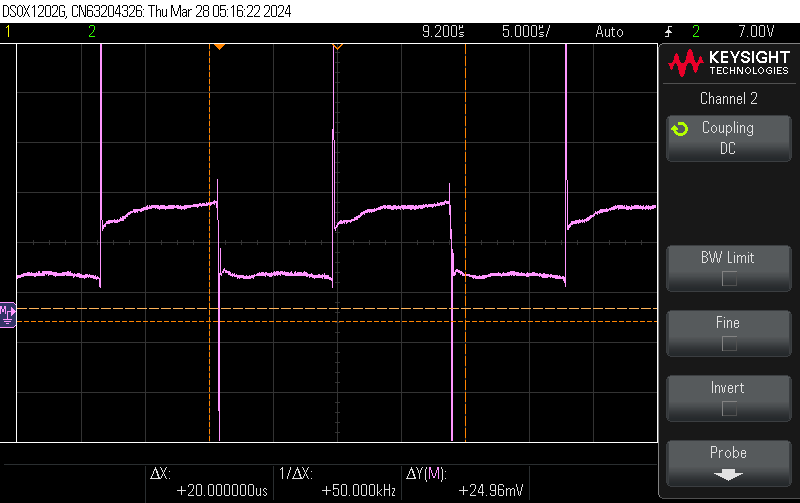 DSOX1202G, CN63204326: Thu Mar 28 05:16:22 2024
1 2 9.200s 5.000s/ Auto 2 7.00V
KEYSIGHT
TECHNOLOGIES
Channel 2
Coupling
DC
BW Limit
Fine
Invert
Probe
M
ΔX:
+20.000000us
1/ΔX:
+50.000kHz
ΔY(M):
+24.96mV